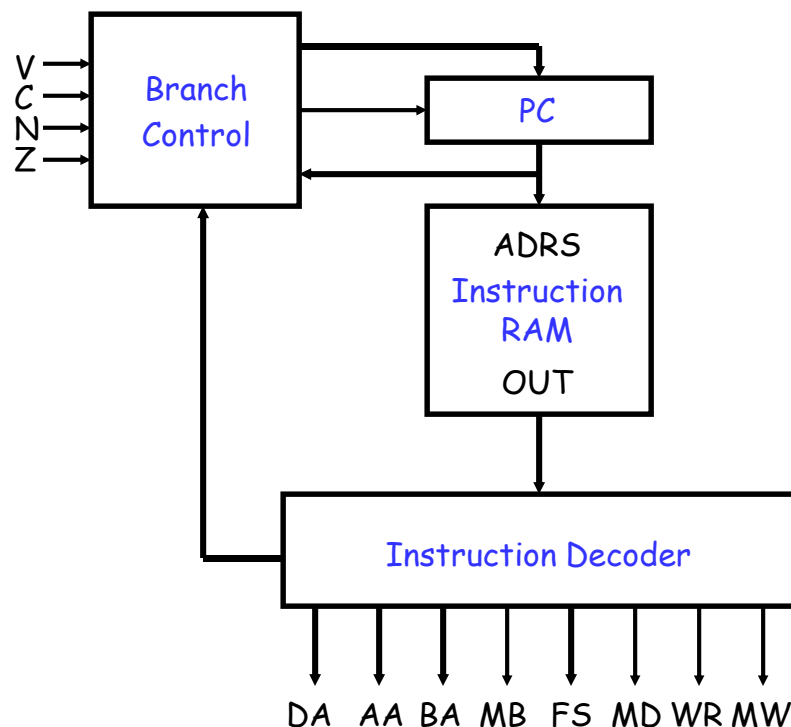 V
C
N
Z
Branch
Control
PC
ADRS
Instruction
RAM
OUT
Instruction Decoder
DA AA BA MB FS MD WR MW